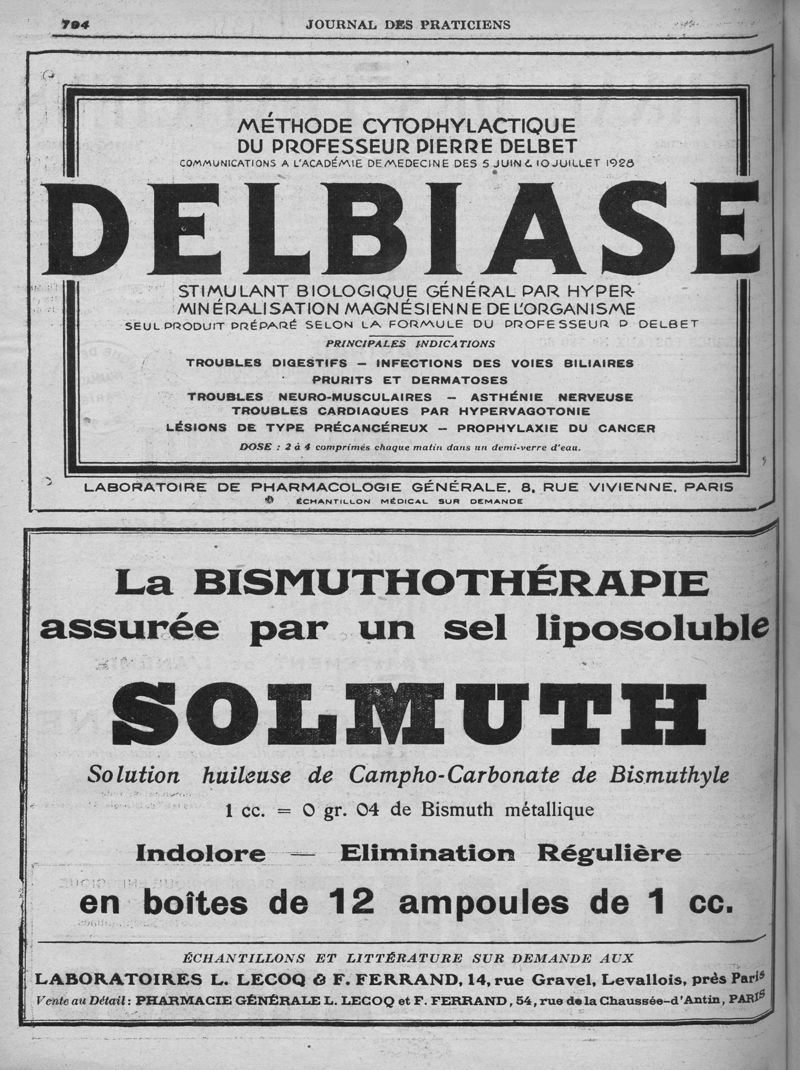 794
JOURNAL DES PRATICIENS
MÉTHODE CYTOPHYLACTIQUE
DU PROFESSEUR PIERRE DELBET
COMMUNICATIONS A L'ACADÉMIE DE MEDECINE DES 5 JUIN & 10 JUILLET 1928
DELBIASE
STIMULANT BIOLOGIQUE GÉNÉRAL PAR HYPER-
MINÉRALISATION MAGNÉSIENNE DE L'ORGANISME
SEUL PRODUIT PRÉPARÉ SELON LA FORMULE DU PROFESSEUR P DELBET
PRINCIPALES INDICATIONS
TROUBLES DIGESTIFS — INFECTIONS DES VOIES BILIAIRES
PRURITS ET DERMATOSES
TROUBLES NEURO-MUSCULAIRES — ASTHÉNIE NERVEUSE
TROUBLES CARDIAQUES PAR HYPERVAGOTONIE
LÉSIONS DE TYPE PRÉCANCÉREUX — PROPHYLAXIE DU CANCER
DOSE : 2 à 4 comprimés chaque matin dans un demi-verre d'eau.
LABORATOIRE DE PHARMACOLOGIE GÉNÉRALE, 8, RUE VIVIENNE, PARIS
ÉCHANTILLON MÉDICAL SUR DEMANDE
La BISMUTHOTHÉRAPIE
assurée par un sel liposoluble
SOLMUTH
Solution huileuse de Campho-Carbonate de Bismuthyle
1 cc. = 0 gr. 04 de Bismuth métallique
Indolore — Elimination Régulière
en boîtes de 12 ampoules de 1 cc.
ÉCHANTILLONS ET LITTÉRATURE SUR DEMANDE AUX
LABORATOIRES L. LECOQ & F. FERRAND, 14, rue Gravel, Levallois, près Paris
Vente au Détail : PHARMACIE GÉNÉRALE L. LECOQ et F. FERRAND, 54, rue de la Chaussée-d'Antin, PARIS